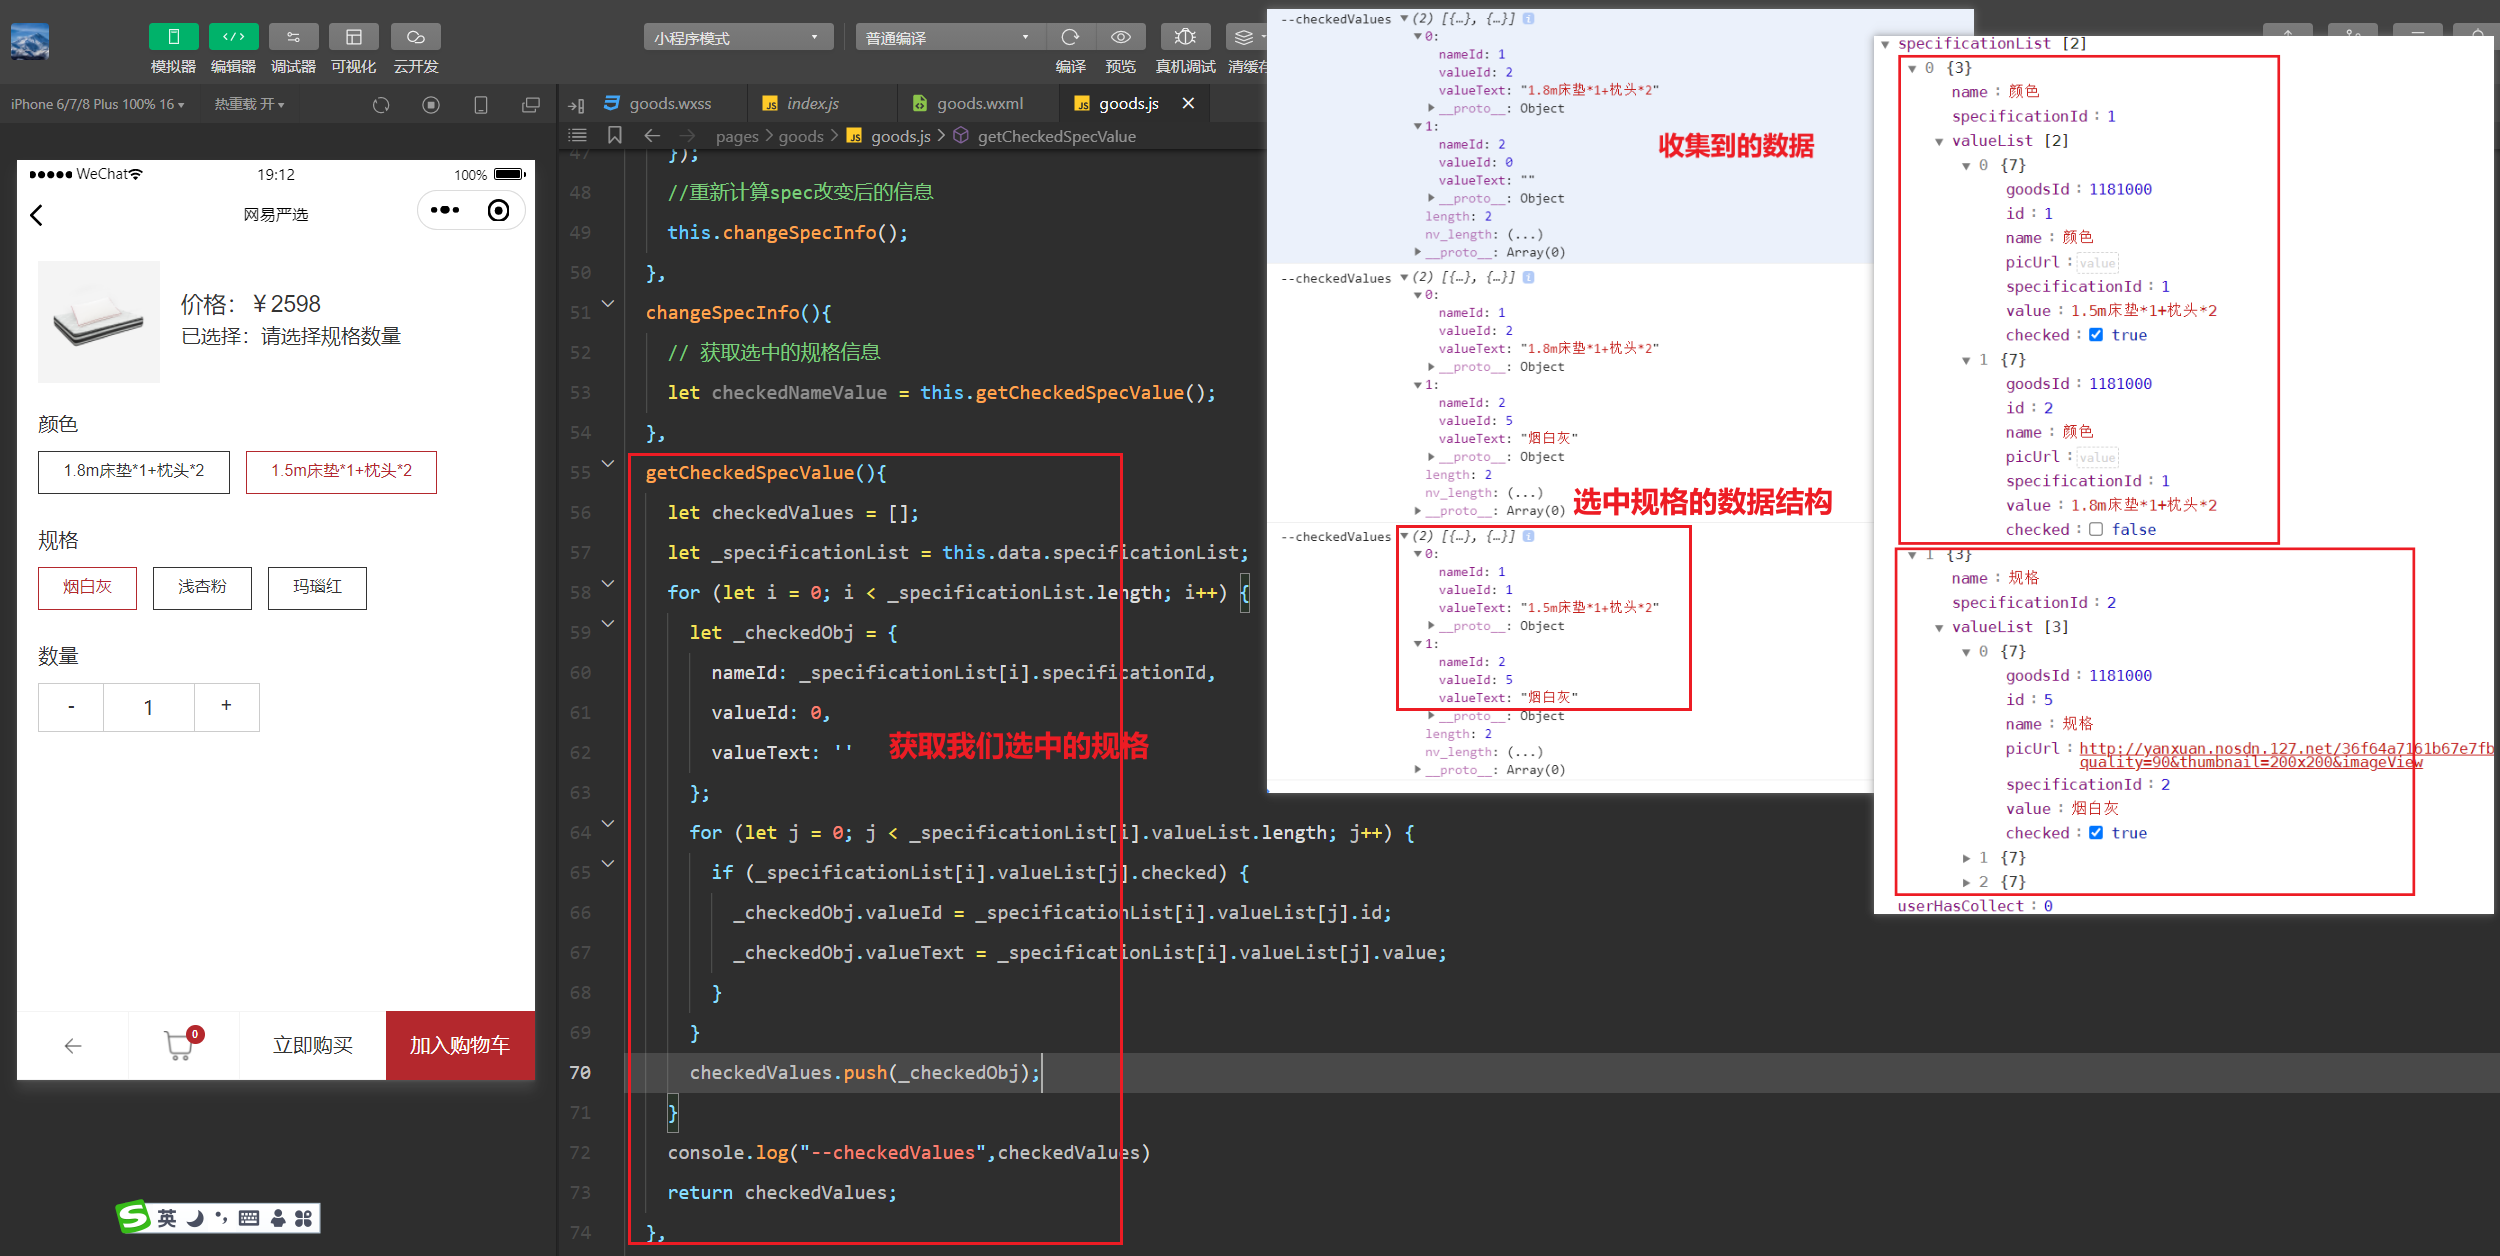 模拟器 编辑器 调试器 可视化 云开发
小程序模式 普通编译
编译 预览 真机调试 清缓存
iPhone 6/7/8 Plus 100% 16 热重载 开
goods.wxss index.js goods.wxml goods.js
pages goods goods.js getCheckedSpecValue
WeChat 19:12 100%
网易严选
价格：￥2598
已选择：请选择规格数量
颜色
1.8m床垫*1+枕头*2 1.5m床垫*1+枕头*2
规格
烟白灰 浅杏粉 玛瑙红
数量
- 1 +
0 立即购买 加入购物车
英
47 });
48 //重新计算spec改变后的信息
49 this.changeSpecInfo();
50 },
51 changeSpecInfo(){
52 // 获取选中的规格信息
53 let checkedNameValue = this.getCheckedSpecValue();
54 },
55 getCheckedSpecValue(){
56 let checkedValues = [];
57 let _specificationList = this.data.specificationList;
58 for (let i = 0; i < _specificationList.length; i++) {
59 let _checkedObj = {
60 nameId: _specificationList[i].specificationId,
61 valueId: 0,
62 valueText: ''
获取我们选中的规格
63 };
64 for (let j = 0; j < _specificationList[i].valueList.length; j++) {
65 if (_specificationList[i].valueList[j].checked) {
66 _checkedObj.valueId = _specificationList[i].valueList[j].id;
67 _checkedObj.valueText = _specificationList[i].valueList[j].value;
68 }
69 }
70 checkedValues.push(_checkedObj);
71 }
72 console.log("--checkedValues",checkedValues)
73 return checkedValues;
74 },
--checkedValues (2) [{…}, {…}] i
0:
nameId: 1
valueId: 2
valueText: "1.8m床垫*1+枕头*2"
__proto__: Object
1:
nameId: 2
valueId: 0
valueText: ""
__proto__: Object
length: 2
nv_length: (...)
__proto__: Array(0)
收集到的数据
--checkedValues (2) [{…}, {…}] i
0:
nameId: 1
valueId: 2
valueText: "1.8m床垫*1+枕头*2"
__proto__: Object
1:
nameId: 2
valueId: 5
valueText: "烟白灰"
__proto__: Object
length: 2
nv_length: (...)
__proto__: Array(0)
选中规格的数据结构
--checkedValues (2) [{…}, {…}] i
0:
nameId: 1
valueId: 1
valueText: "1.5m床垫*1+枕头*2"
__proto__: Object
1:
nameId: 2
valueId: 5
valueText: "烟白灰"
__proto__: Object
length: 2
nv_length: (...)
__proto__: Array(0)
specificationList [2]
0 {3}
name : 颜色
specificationId : 1
valueList [2]
0 {7}
goodsId : 1181000
id : 1
name : 颜色
picUrl : value
specificationId : 1
value : 1.5m床垫*1+枕头*2
checked : true
1 {7}
goodsId : 1181000
id : 2
name : 颜色
picUrl : value
specificationId : 1
value : 1.8m床垫*1+枕头*2
checked : false
1 {3}
name : 规格
specificationId : 2
valueList [3]
0 {7}
goodsId : 1181000
id : 5
name : 规格
picUrl : http://yanxuan.nosdn.127.net/36f64a7161b67e7fb
quality=90&thumbnail=200x200&imageView
specificationId : 2
value : 烟白灰
checked : true
1 {7}
2 {7}
userHasCollect : 0